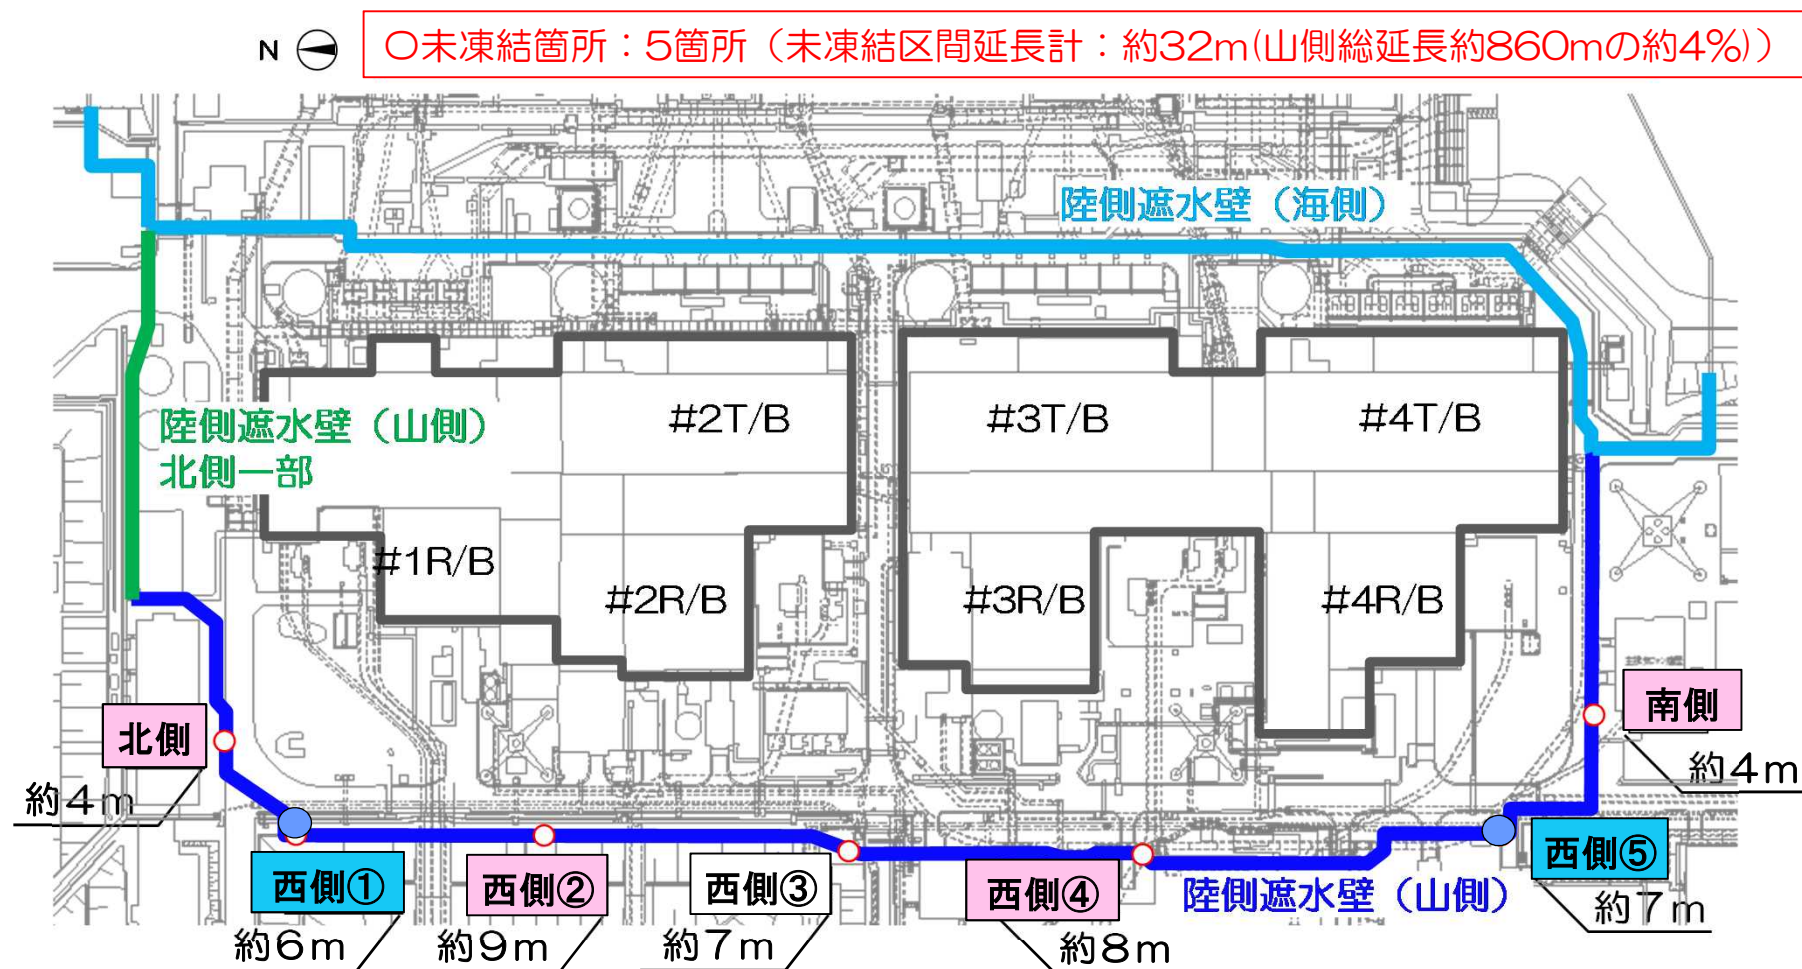 N
〇未凍結箇所：5箇所（未凍結区間延長計：約32m(山側総延長約860mの約4%)）
陸側遮水壁（海側）
陸側遮水壁（山側）
北側一部
#2T/B
#3T/B
#4T/B
#1R/B
#2R/B
#3R/B
#4R/B
北側
約4m
南側
約4m
西側①
約6m
西側②
約9m
西側③
約7m
西側④
約8m
陸側遮水壁（山側）
西側⑤
約7m